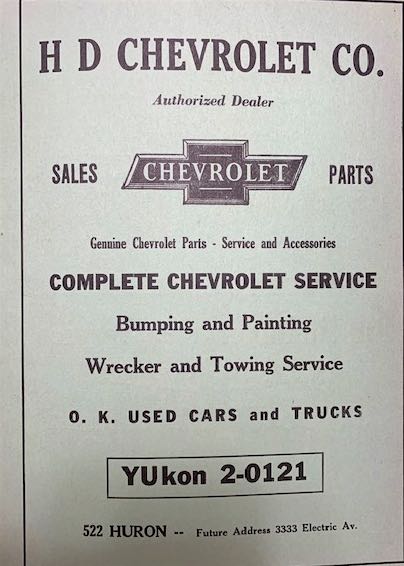 H D CHEVROLET CO.
Authorized Dealer
SALES CHEVROLET PARTS
Genuine Chevrolet Parts - Service and Accessories
COMPLETE CHEVROLET SERVICE
Bumping and Painting
Wrecker and Towing Service
O. K. USED CARS and TRUCKS
YUkon 2-0121
522 HURON -- Future Address 3333 Electric Av.